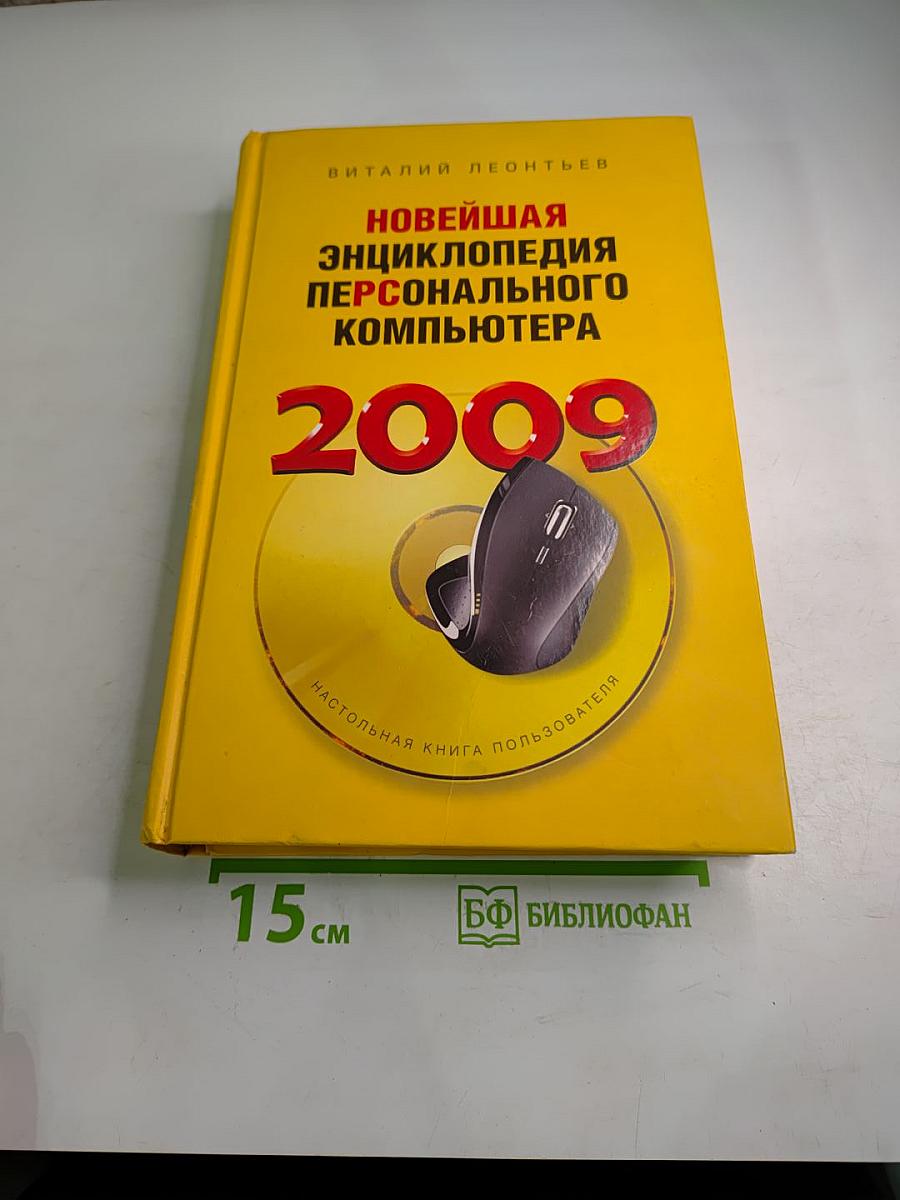 ВИТАЛИЙ ЛЕОНТЬЕВ
НОВЕЙШАЯ
ЭНЦИКЛОПЕДИЯ
ПЕРСОНАЛЬНОГО
КОМПЬЮТЕРА
2009
НАСТОЛЬНАЯ КНИГА ПОЛЬЗОВАТЕЛЯ
15 см
БФ БИБЛИОФАН